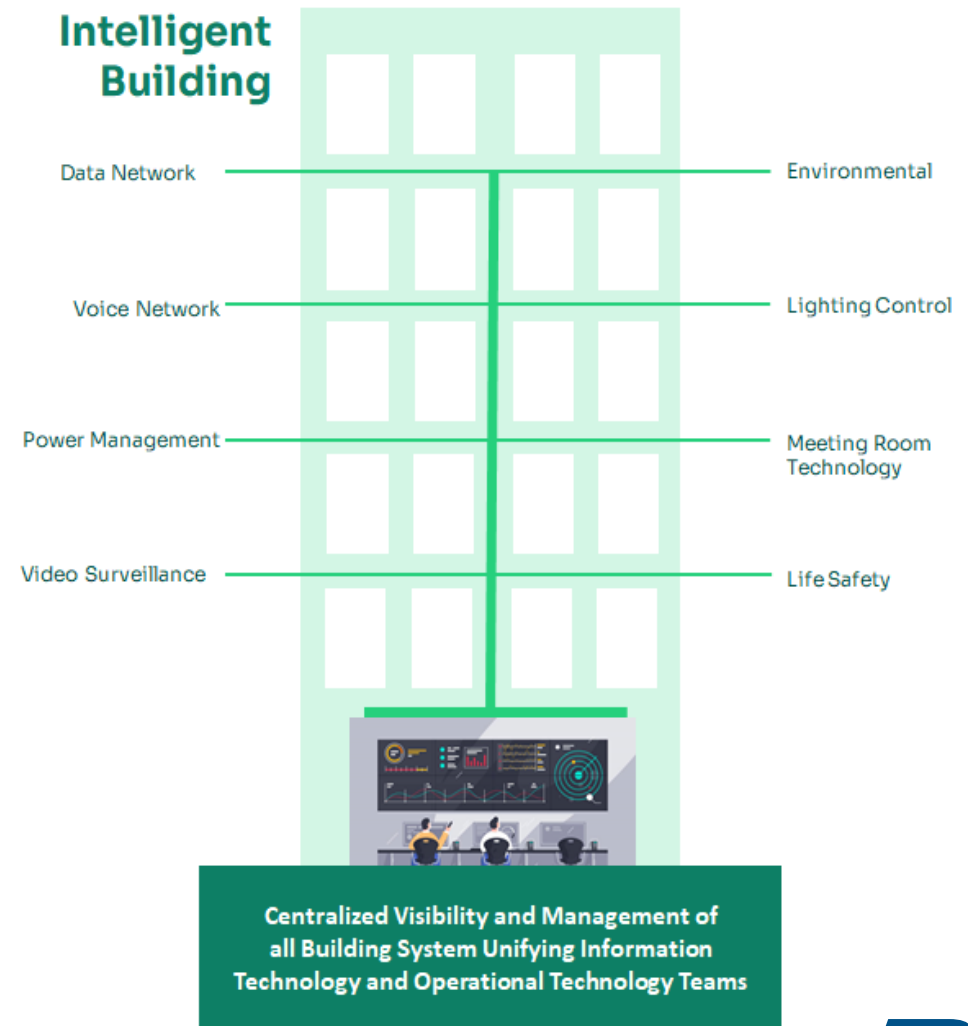 Intelligent
Building
Data Network
Environmental
Voice Network
Lighting Control
Power Management
Meeting Room
Technology
Video Surveillance
Life Safety
Centralized Visibility and Management of
all Building System Unifying Information
Technology and Operational Technology Teams